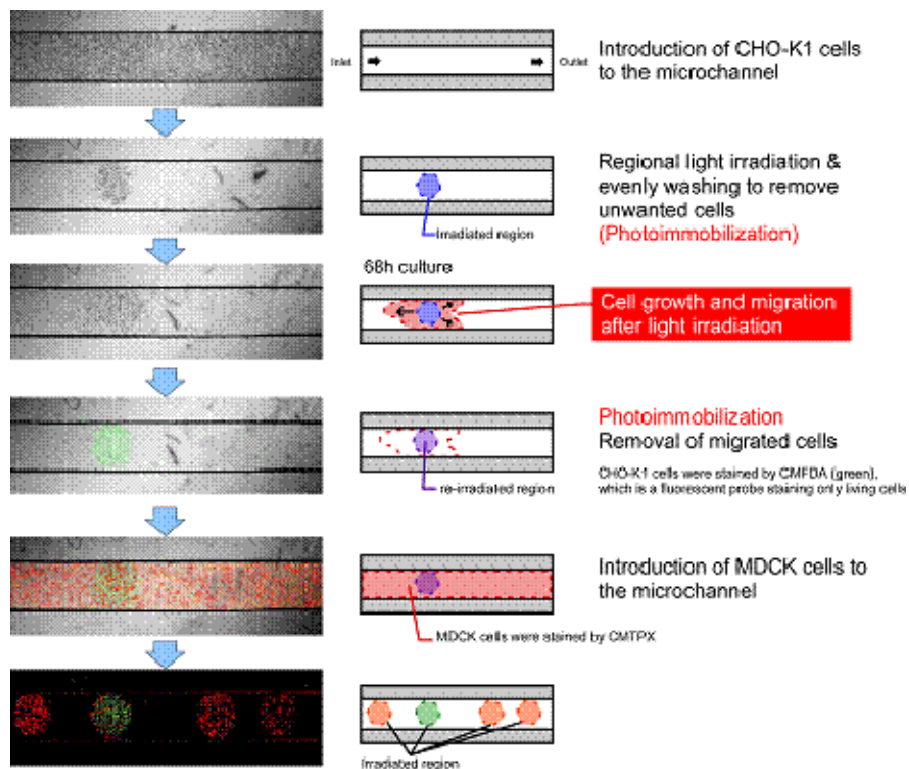 Inlet
Outlet
Introduction of CHO-K1 cells
to the microchannel
Regional light irradiation &
evenly washing to remove
unwanted cells
(Photoimmobilization)
Irradiated region
68h culture
Cell growth and migration
after light irradiation
Photoimmobilization
Removal of migrated cells
CHO-K1 cells were stained by CMFDA (green),
which is a fluorescent probe staining only living cells
re-irradiated region
Introduction of MDCK cells to
the microchannel
MDCK cells were stained by CMTPX
Irradiated region